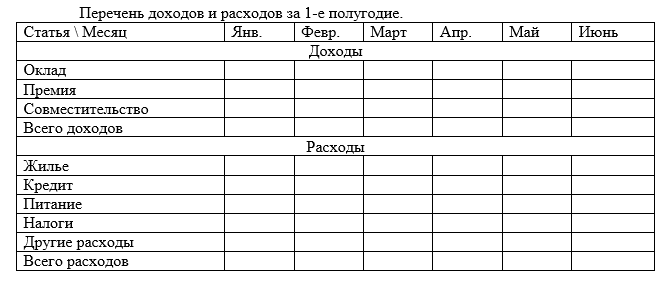 Перечень доходов и расходов за 1-е полугодие.
Статья \ Месяц Янв. Февр. Март Апр. Май Июнь
Доходы
Оклад
Премия
Совместительство
Всего доходов
Расходы
Жилье
Кредит
Питание
Налоги
Другие расходы
Всего расходов